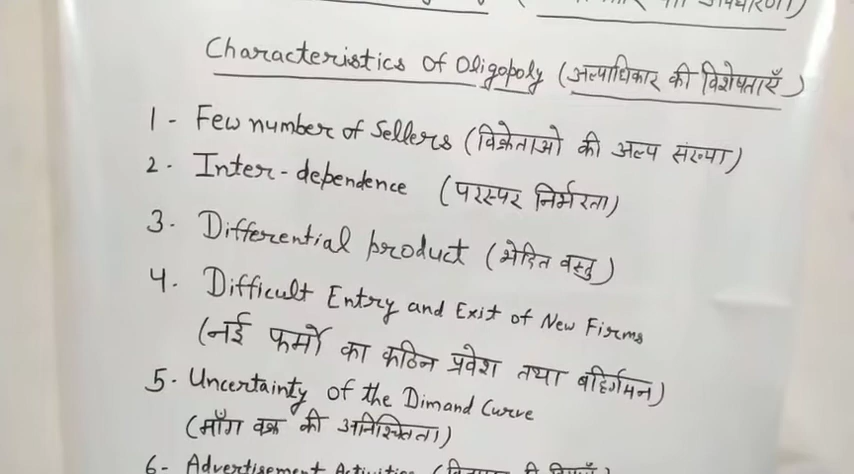 Characteristics of Oligopoly (अल्पाधिकार की विशेषताएँ)
1 - Few number of Sellers (विक्रेताओ की अल्प संख्या)
2 - Inter-dependence (परस्पर निर्भरता)
3 - Differential product (भेदित वस्तु)
4 - Difficult Entry and Exit of New Firms
(नई फर्मो का कठिन प्रवेश तथा बहिर्गमन)
5 - Uncertainty of the Dimand Curve
(माँग वक्र की अनिश्चितता)
6 - Advertisement